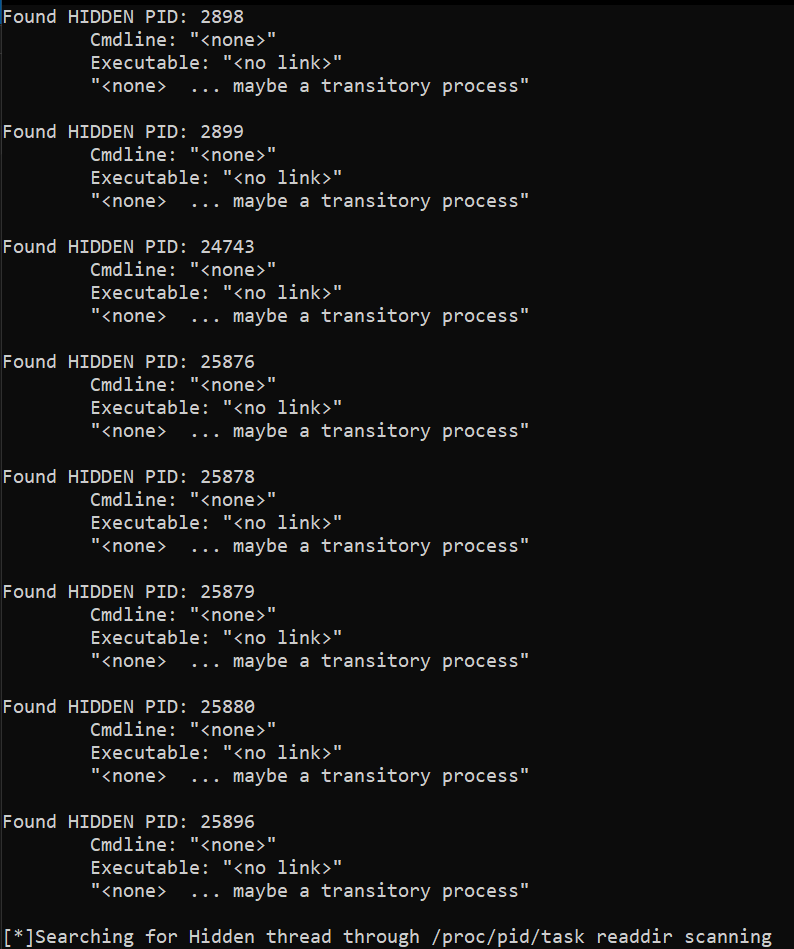 Found HIDDEN PID: 2898
Cmdline: "<none>"
Executable: "<no link>"
"<none>  ... maybe a transitory process"
Found HIDDEN PID: 2899
Cmdline: "<none>"
Executable: "<no link>"
"<none>  ... maybe a transitory process"
Found HIDDEN PID: 24743
Cmdline: "<none>"
Executable: "<no link>"
"<none>  ... maybe a transitory process"
Found HIDDEN PID: 25876
Cmdline: "<none>"
Executable: "<no link>"
"<none>  ... maybe a transitory process"
Found HIDDEN PID: 25878
Cmdline: "<none>"
Executable: "<no link>"
"<none>  ... maybe a transitory process"
Found HIDDEN PID: 25879
Cmdline: "<none>"
Executable: "<no link>"
"<none>  ... maybe a transitory process"
Found HIDDEN PID: 25880
Cmdline: "<none>"
Executable: "<no link>"
"<none>  ... maybe a transitory process"
Found HIDDEN PID: 25896
Cmdline: "<none>"
Executable: "<no link>"
"<none>  ... maybe a transitory process"
[*]Searching for Hidden thread through /proc/pid/task readdir scanning